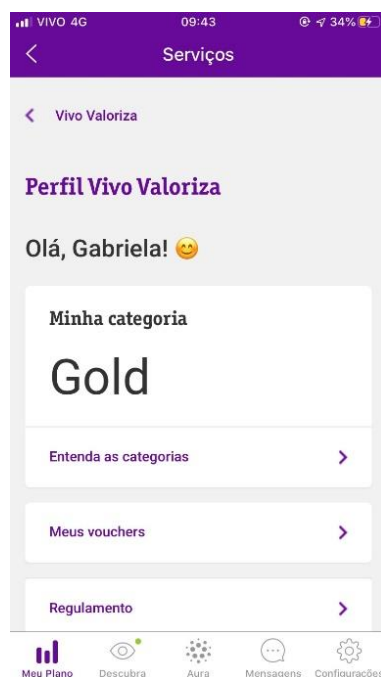 VIVO 4G 09:43 34%
Serviços
Vivo Valoriza
Perfil Vivo Valoriza
Olá, Gabriela! 😊
Minha categoria
Gold
Entenda as categorias
Meus vouchers
Regulamento
Meu Plano Descubra Aura Mensagens Configurações